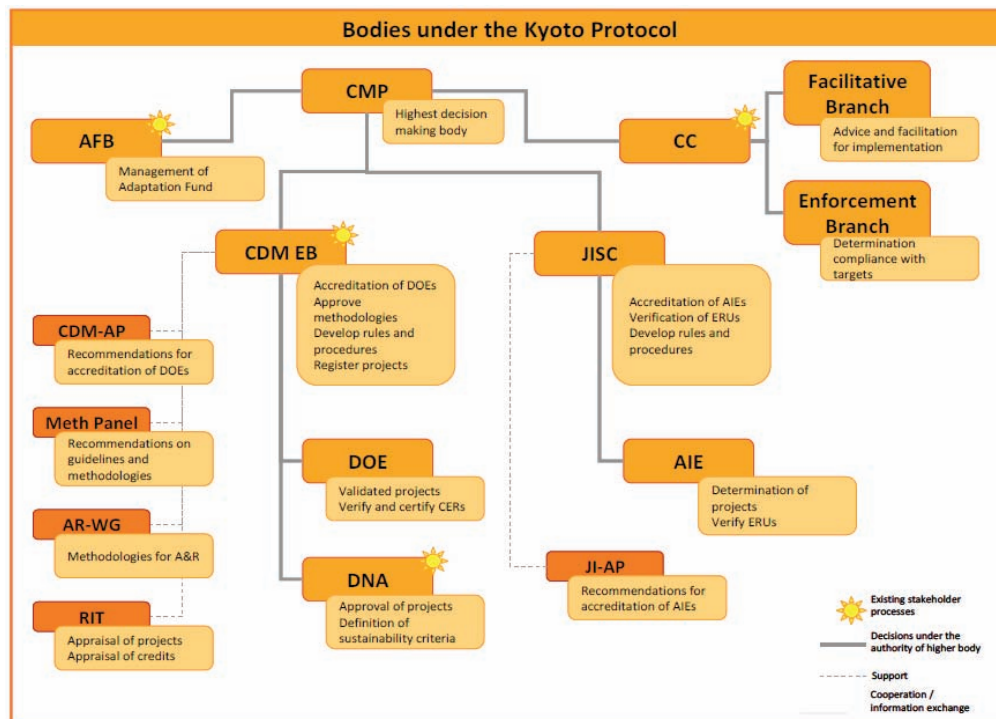 Bodies under the Kyoto Protocol
CMP
Highest decision
making body
AFB
Management of
Adaptation Fund
CC
Facilitative
Branch
Advice and facilitation
for implementation
Enforcement
Branch
Determination
compliance with
targets
CDM EB
Accreditation of DOEs
Approve
methodologies
Develop rules and
procedures
Register projects
JISC
Accreditation of AIEs
Verification of ERUs
Develop rules and
procedures
CDM-AP
Recommendations for
accreditation of DOEs
Meth Panel
Recommendations on
guidelines and
methodologies
AR-WG
Methodologies for A&R
RIT
Appraisal of projects
Appraisal of credits
DOE
Validated projects
Verify and certify CERs
DNA
Approval of projects
Definition of
sustainability criteria
AIE
Determination of
projects
Verify ERUs
JI-AP
Recommendations for
accreditation of AIEs
Existing stakeholder
processes
Decisions under the
authority of higher body
Support
Cooperation /
information exchange